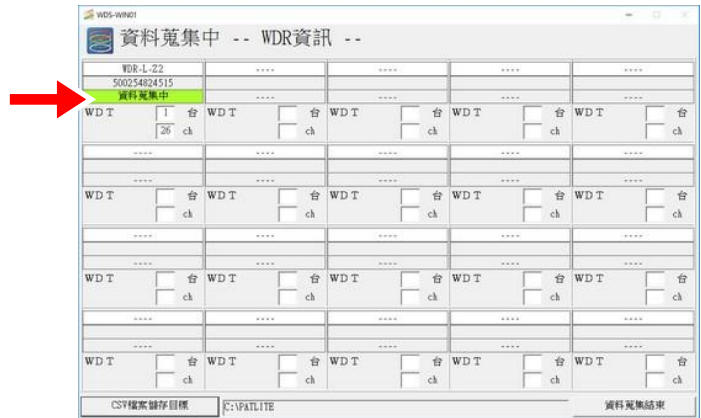 WDS-WIN01
資料蒐集中 -- WDR資訊 --
WDR-L-Z2 ---- ---- ---- ----
500254824515
資料蒐集中 ---- ---- ---- ----
WDT 1 台 WDT 台 WDT 台 WDT 台 WDT 台
26 ch ch ch ch ch
---- ---- ---- ---- ----
---- ---- ---- ---- ----
WDT 台 WDT 台 WDT 台 WDT 台 WDT 台
ch ch ch ch ch
---- ---- ---- ---- ----
---- ---- ---- ---- ----
WDT 台 WDT 台 WDT 台 WDT 台 WDT 台
ch ch ch ch ch
---- ---- ---- ---- ----
---- ---- ---- ---- ----
WDT 台 WDT 台 WDT 台 WDT 台 WDT 台
ch ch ch ch ch
CSV檔案儲存目標 C:\PATLITE 資料蒐集結束